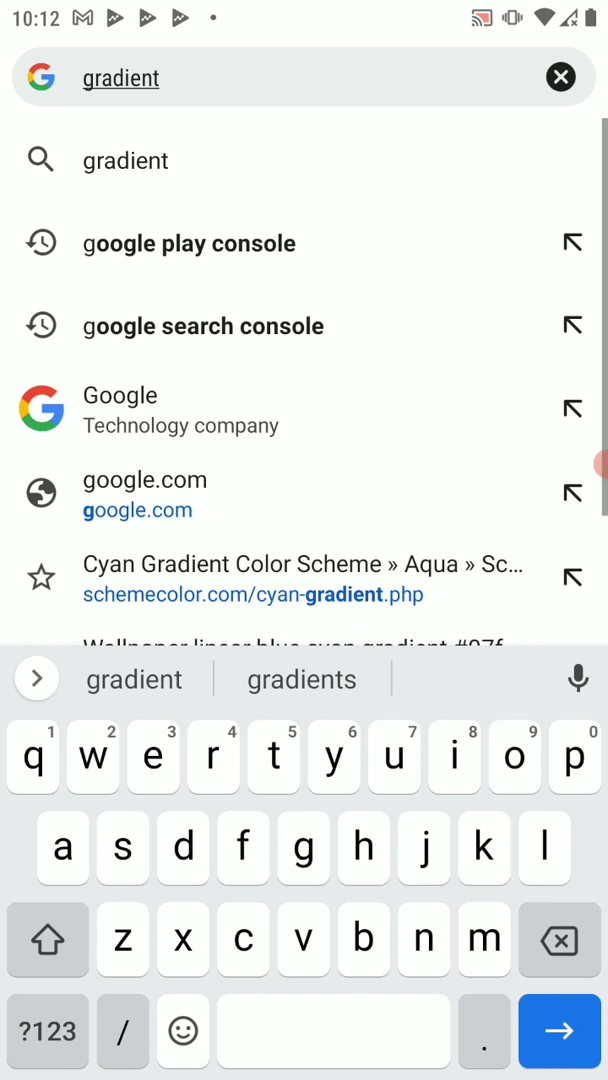 10:12
gradient
gradient
google play console
google search console
Google
Technology company
google.com
google.com
Cyan Gradient Color Scheme » Aqua » Sc...
schemecolor.com/cyan-gradient.php
gradient gradients
1 2 3 4 5 6 7 8 9 0
q w e r t y u i o p
a s d f g h j k l
z x c v b n m
?123 / .